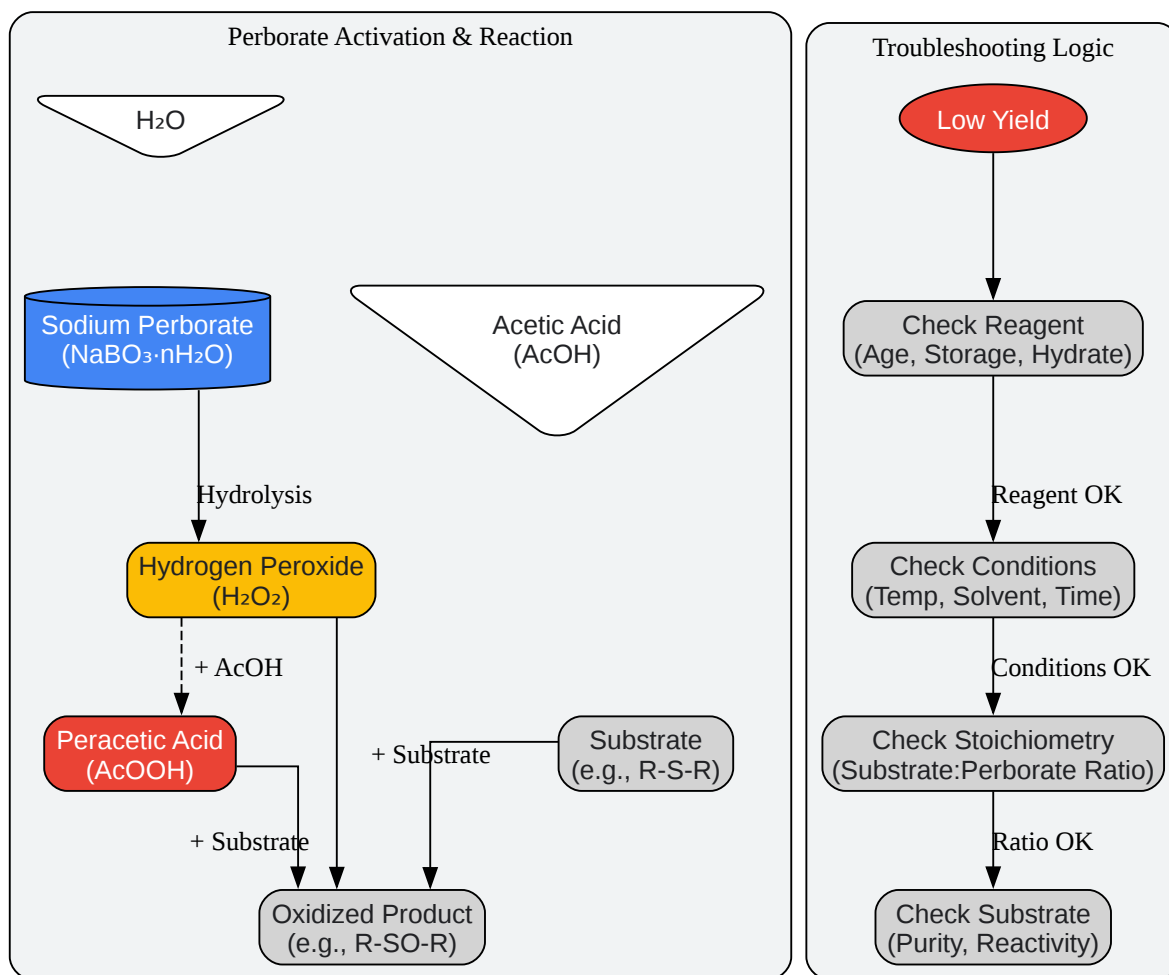 Perborate Activation & Reaction
H₂O
Sodium Perborate
(NaBO₃·nH₂O)
Acetic Acid
(AcOH)
Hydrolysis
Hydrogen Peroxide
(H₂O₂)
+ AcOH
Peracetic Acid
(AcOOH)
+ Substrate
Substrate
(e.g., R-S-R)
+ Substrate
Oxidized Product
(e.g., R-SO-R)
Troubleshooting Logic
Low Yield
Check Reagent
(Age, Storage, Hydrate)
Reagent OK
Check Conditions
(Temp, Solvent, Time)
Conditions OK
Check Stoichiometry
(Substrate:Perborate Ratio)
Ratio OK
Check Substrate
(Purity, Reactivity)